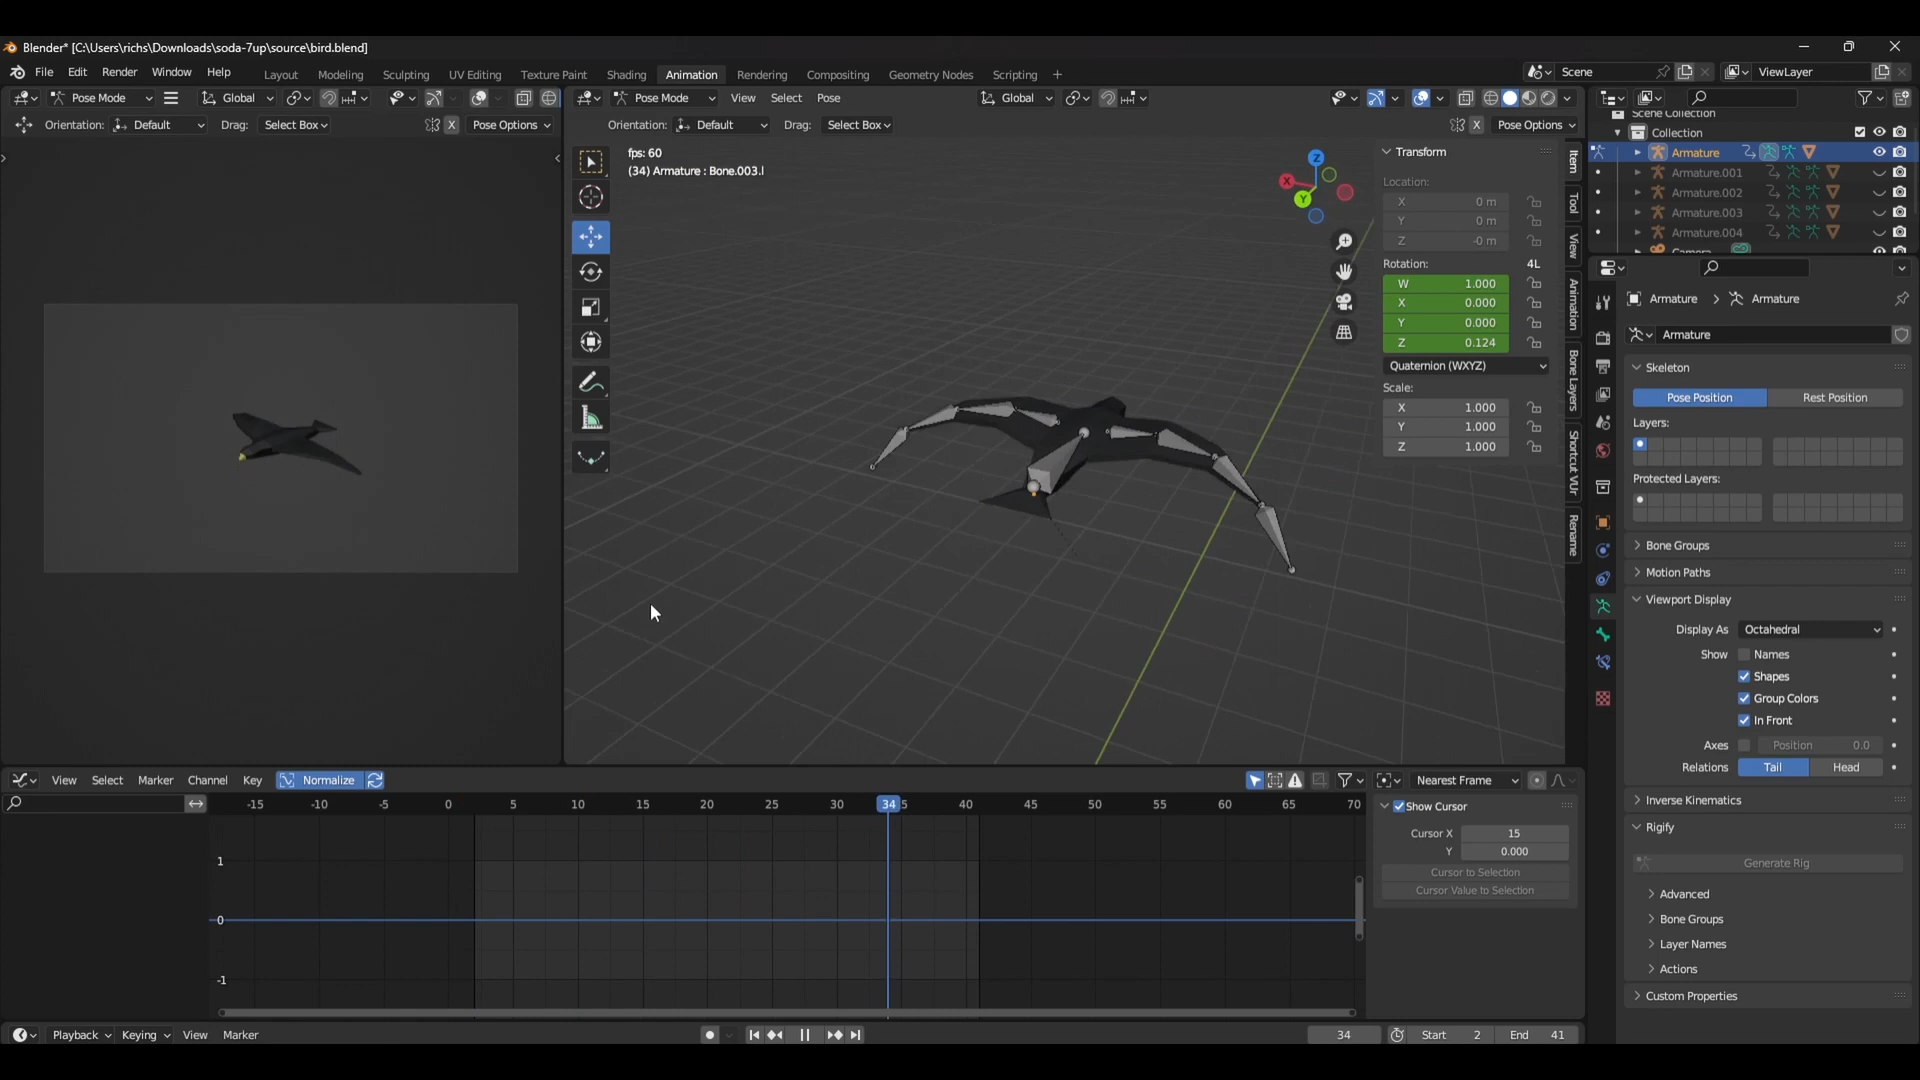 Blender* [C:\Users\richs\Downloads\soda-7up\source\bird.blend]
File Edit Render Window Help Layout Modeling Sculpting UV Editing Texture Paint Shading Animation Rendering Compositing Geometry Nodes Scripting + Scene ViewLayer
Pose Mode Global Pose Mode View Select Pose Global
Orientation: Default Drag: Select Box X Pose Options Orientation: Default Drag: Select Box X Pose Options
fps: 60
(34) Armature : Bone.003.l
Z
X
Y
Transform
Location:
X 0 m
Y 0 m
Z -0 m
Rotation: 4L
W 1.000
X 0.000
Y 0.000
Z 0.124
Quaternion (WXYZ)
Scale:
X 1.000
Y 1.000
Z 1.000
Item
Tool
View
Animation
Bone Layers
Shortcut VUr
Rename
Scene Collection
Collection
Armature
Armature.001
Armature.002
Armature.003
Armature.004
Camera
Armature Armature
Armature
Skeleton
Pose Position Rest Position
Layers:
Protected Layers:
Bone Groups
Motion Paths
Viewport Display
Display As Octahedral
Show Names
Shapes
Group Colors
In Front
Axes Position 0.0
Relations Tail Head
Inverse Kinematics
Rigify
Generate Rig
Advanced
Bone Groups
Layer Names
Actions
Custom Properties
View Select Marker Channel Key Normalize Nearest Frame
-15 -10 -5 0 5 10 15 20 25 30 34 5 40 45 50 55 60 65 70
1
0
-1
Show Cursor
Cursor X 15
Y 0.000
Cursor to Selection
Cursor Value to Selection
Playback Keying View Marker 34 Start 2 End 41